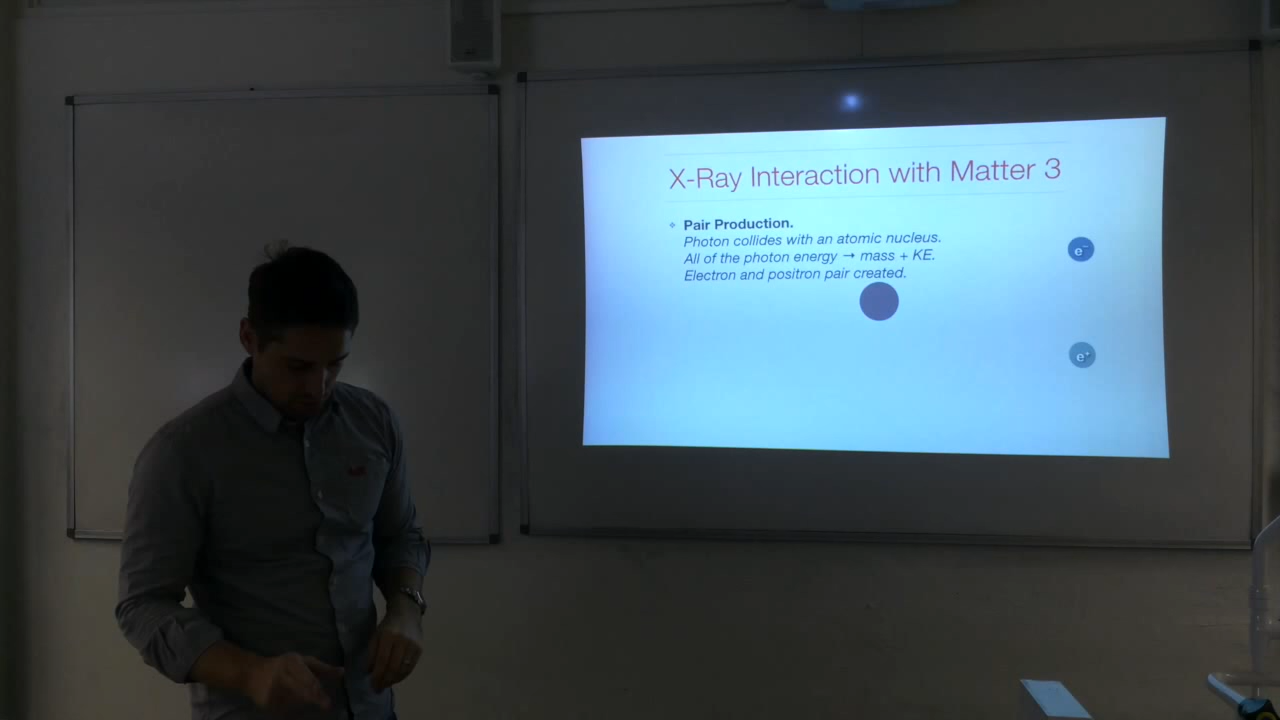 X-Ray Interaction with Matter 3
Pair Production.
Photon collides with an atomic nucleus.
All of the photon energy → mass + KE.
Electron and positron pair created.
e⁻
e⁺